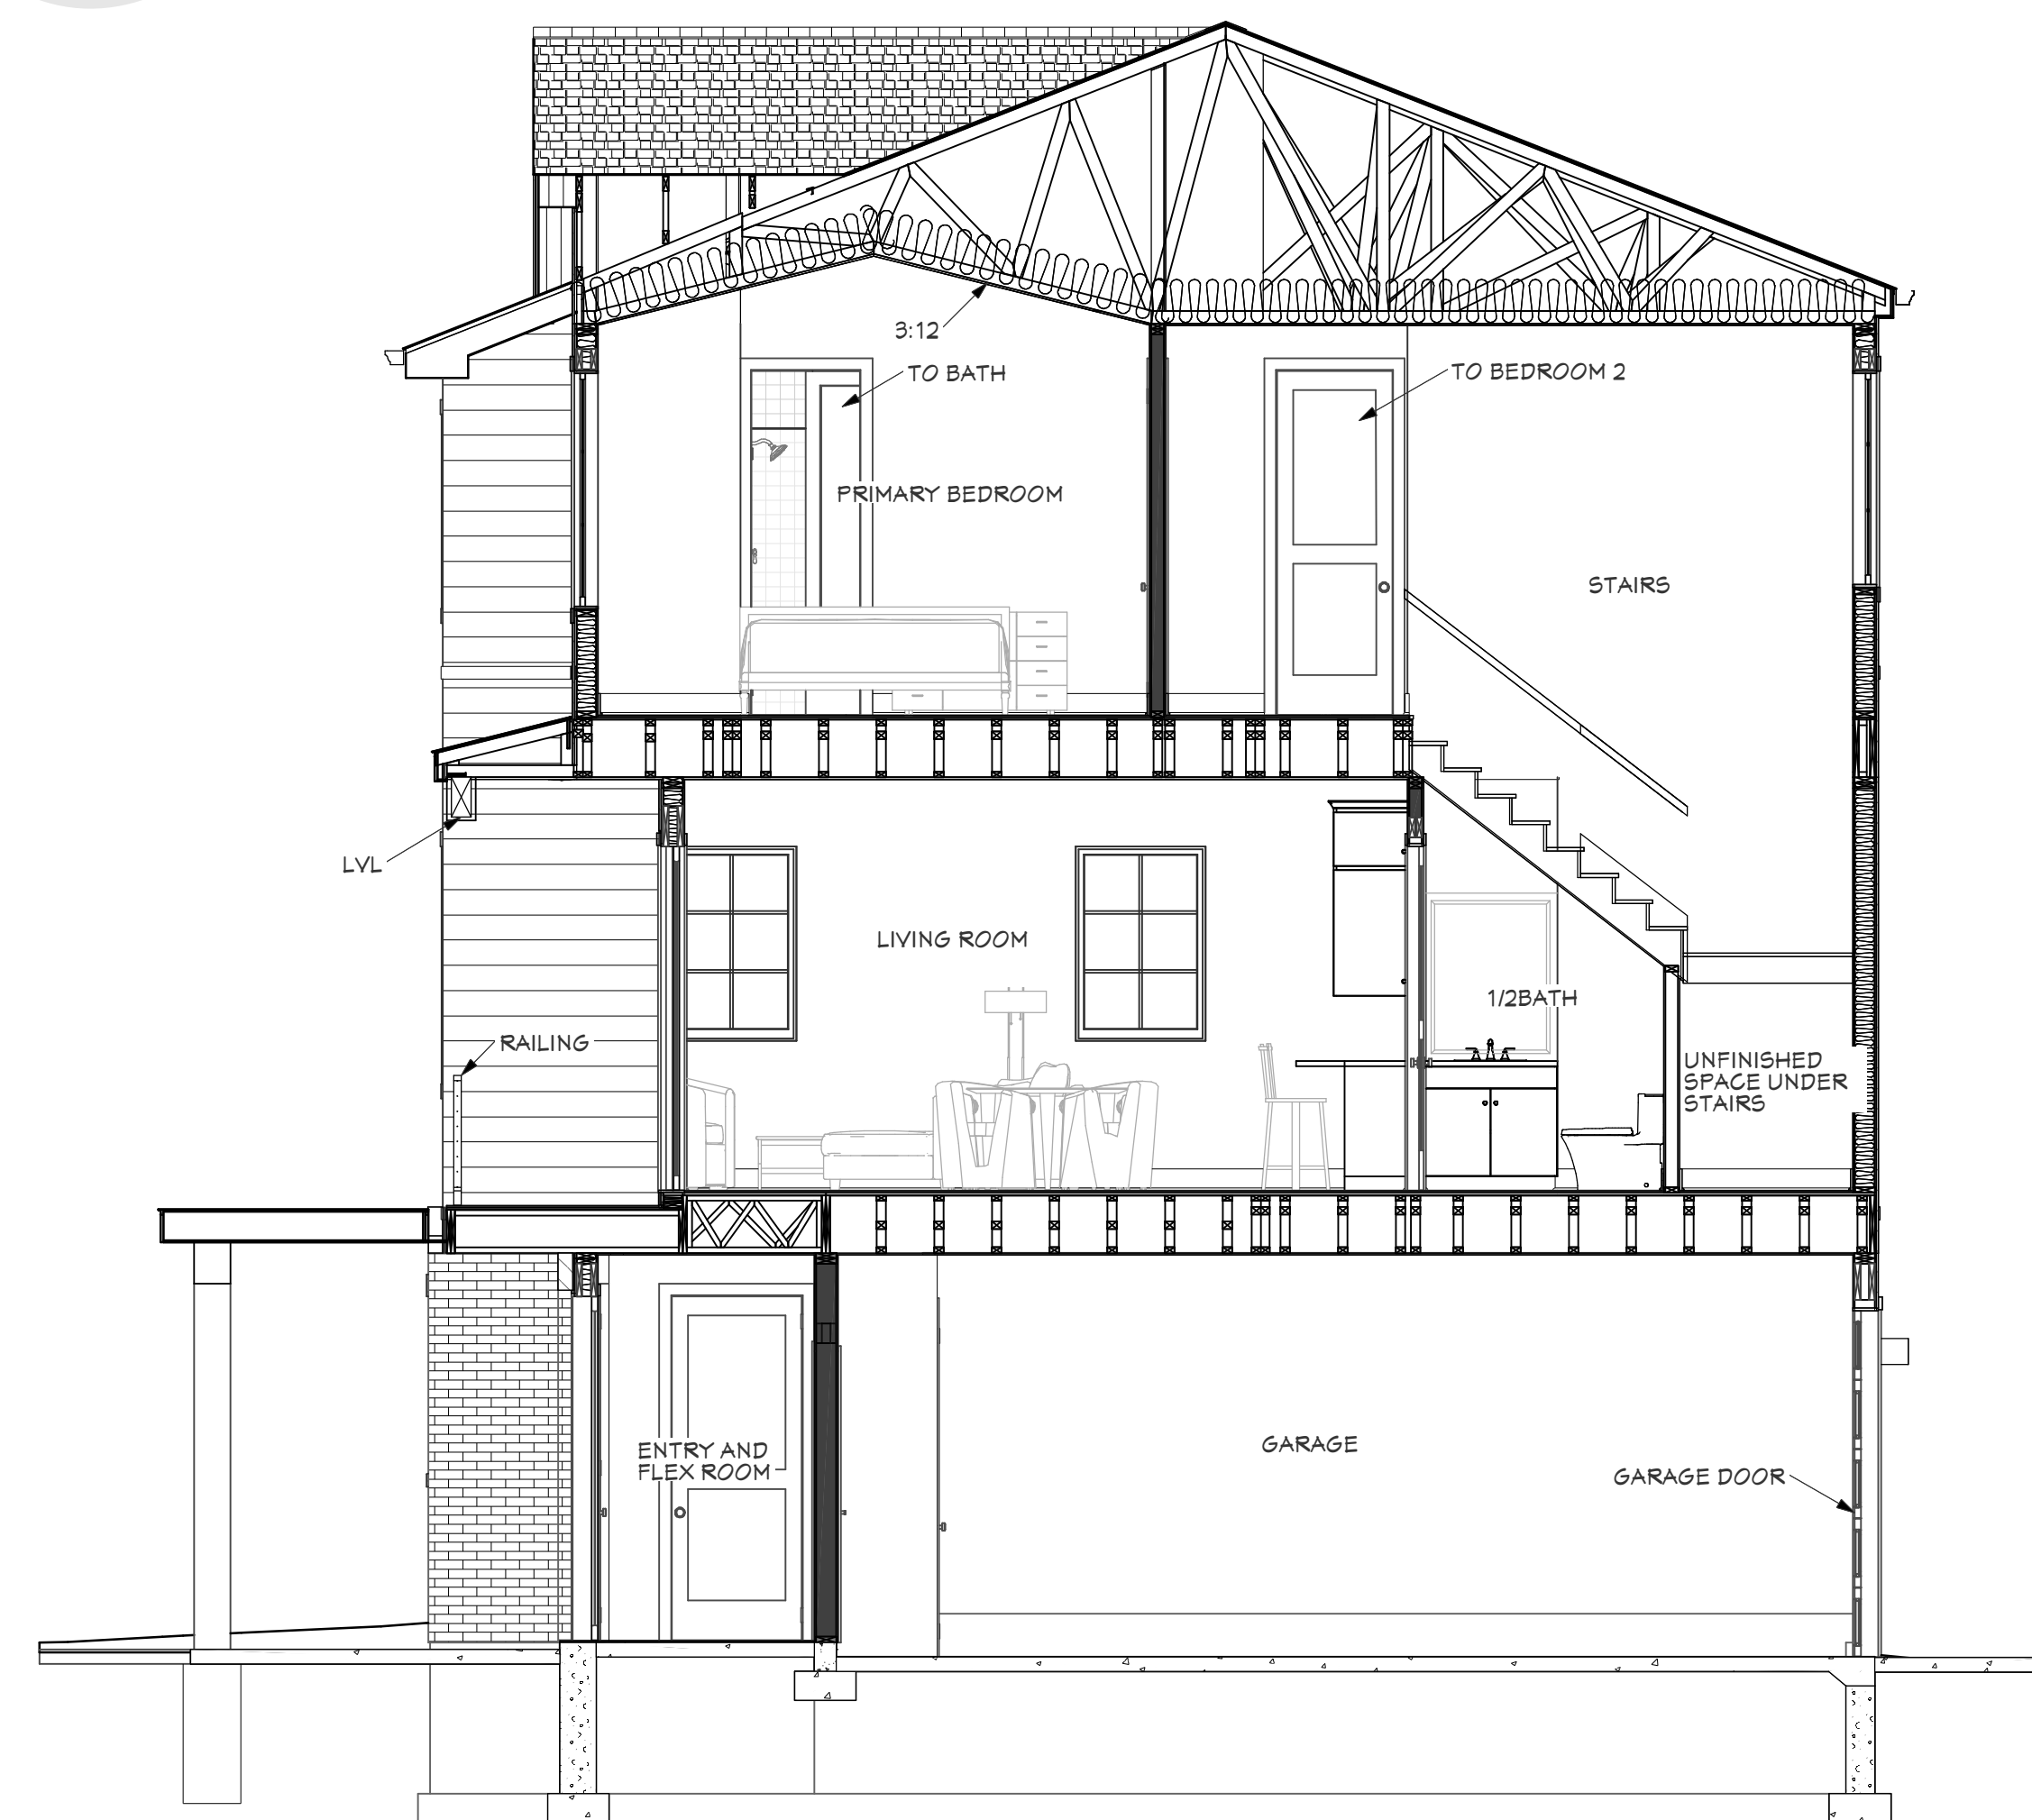 3:12
TO BATH
TO BEDROOM 2
PRIMARY BEDROOM
STAIRS
LVL
LIVING ROOM
1/2BATH
RAILING
UNFINISHED
SPACE UNDER
STAIRS
ENTRY AND
FLEX ROOM
GARAGE
GARAGE DOOR